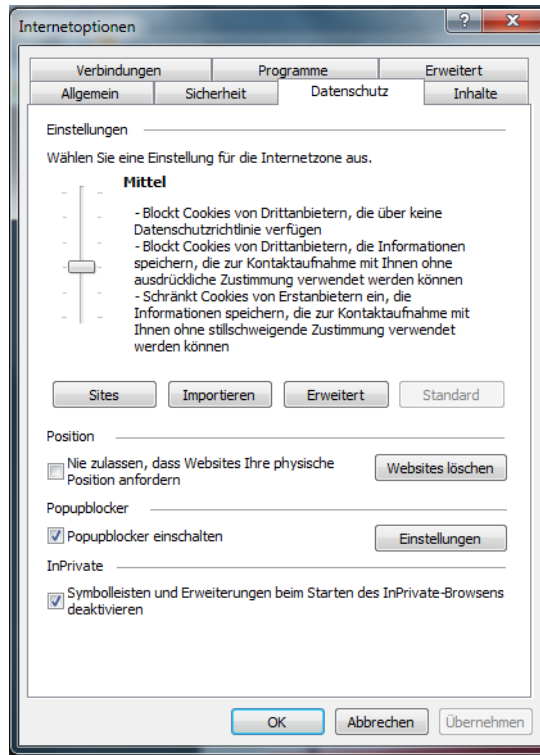 Internetoptionen
Verbindungen Programme Erweitert
Allgemein Sicherheit Datenschutz Inhalte
Einstellungen
Wählen Sie eine Einstellung für die Internetzone aus.
Mittel
- Blockt Cookies von Drittanbietern, die über keine
Datenschutzrichtlinie verfügen
- Blockt Cookies von Drittanbietern, die Informationen
speichern, die zur Kontaktaufnahme mit Ihnen ohne
ausdrückliche Zustimmung verwendet werden können
- Schränkt Cookies von Erstanbietern ein, die
Informationen speichern, die zur Kontaktaufnahme mit
Ihnen ohne stillschweigende Zustimmung verwendet
werden können
Sites Importieren Erweitert Standard
Position
Nie zulassen, dass Websites Ihre physische
Position anfordern
Websites löschen
Popupblocker
Popupblocker einschalten Einstellungen
InPrivate
Symbolleisten und Erweiterungen beim Starten des InPrivate-Browsens
deaktivieren
OK Abbrechen Übernehmen